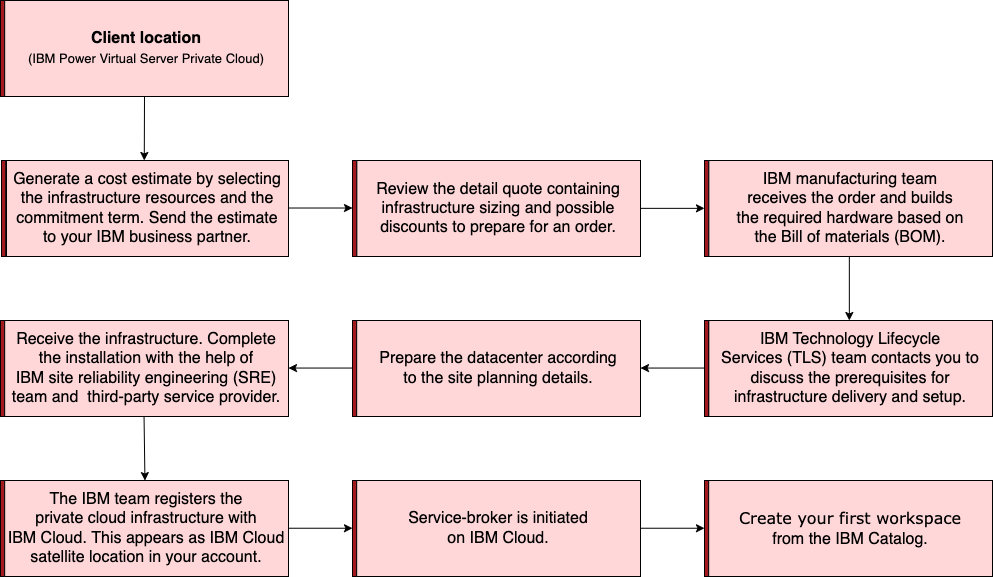 Client location
(IBM Power Virtual Server Private Cloud)
Generate a cost estimate by selecting
the infrastructure resources and the
commitment term. Send the estimate
to your IBM business partner.
Review the detail quote containing
infrastructure sizing and possible
discounts to prepare for an order.
IBM manufacturing team
receives the order and builds
the required hardware based on
the Bill of materials (BOM).
IBM Technology Lifecycle
Services (TLS) team contacts you to
discuss the prerequisites for
infrastructure delivery and setup.
Prepare the datacenter according
to the site planning details.
Receive the infrastructure. Complete
the installation with the help of
IBM site reliability engineering (SRE)
team and  third-party service provider.
The IBM team registers the
private cloud infrastructure with
IBM Cloud. This appears as IBM Cloud
satellite location in your account.
Service-broker is initiated
on IBM Cloud.
Create your first workspace
from the IBM Catalog.